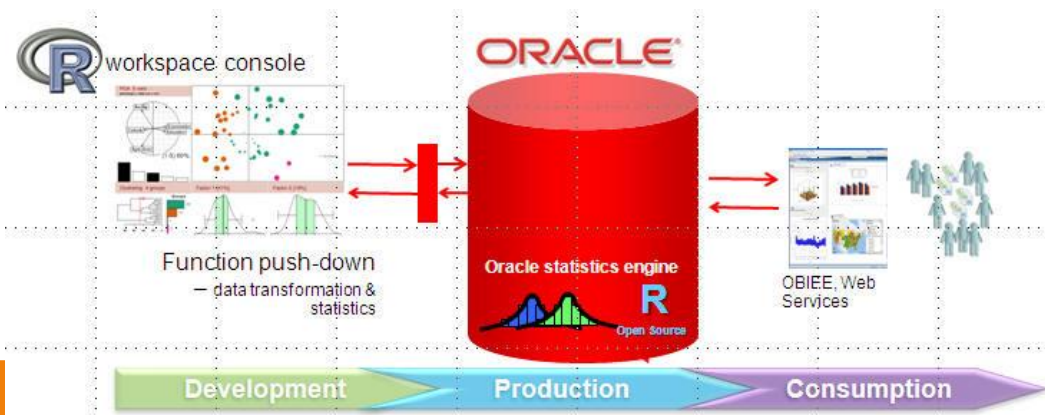 R workspace console
ORACLE®
Function push-down
– data transformation &
statistics
Oracle statistics engine
R
Open Source
OBIEE, Web
Services
Development
Production
Consumption